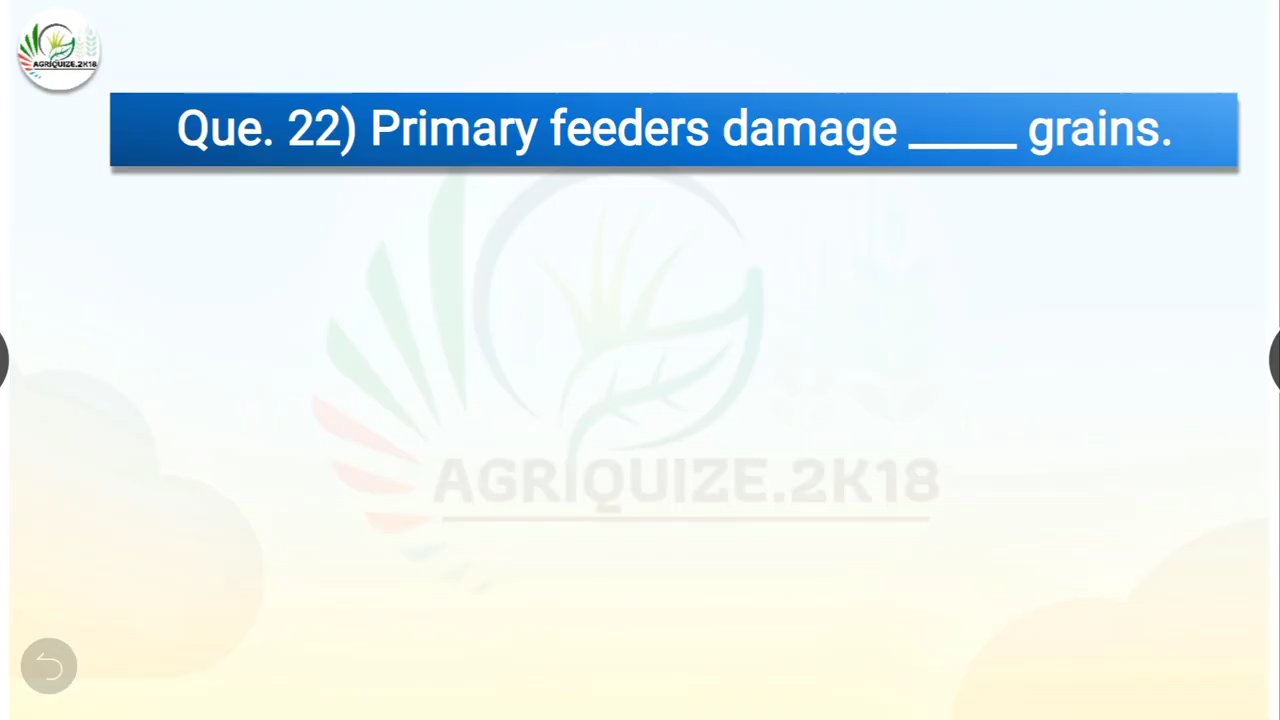 AGRIQUIZE.2K18
Que. 22) Primary feeders damage _____ grains.
AGRIQUIZE.2K18